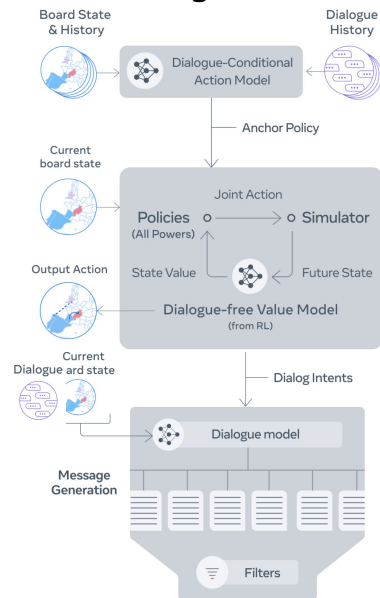 Board State
& History
Dialogue
History
Dialogue-Conditional
Action Model
Anchor Policy
Current
board state
Joint Action
Policies
(All Powers)
Simulator
State Value
Future State
Output Action
Dialogue-free Value Model
(from RL)
Current
Dialogue
ard state
Dialog Intents
Dialogue model
Message
Generation
Filters